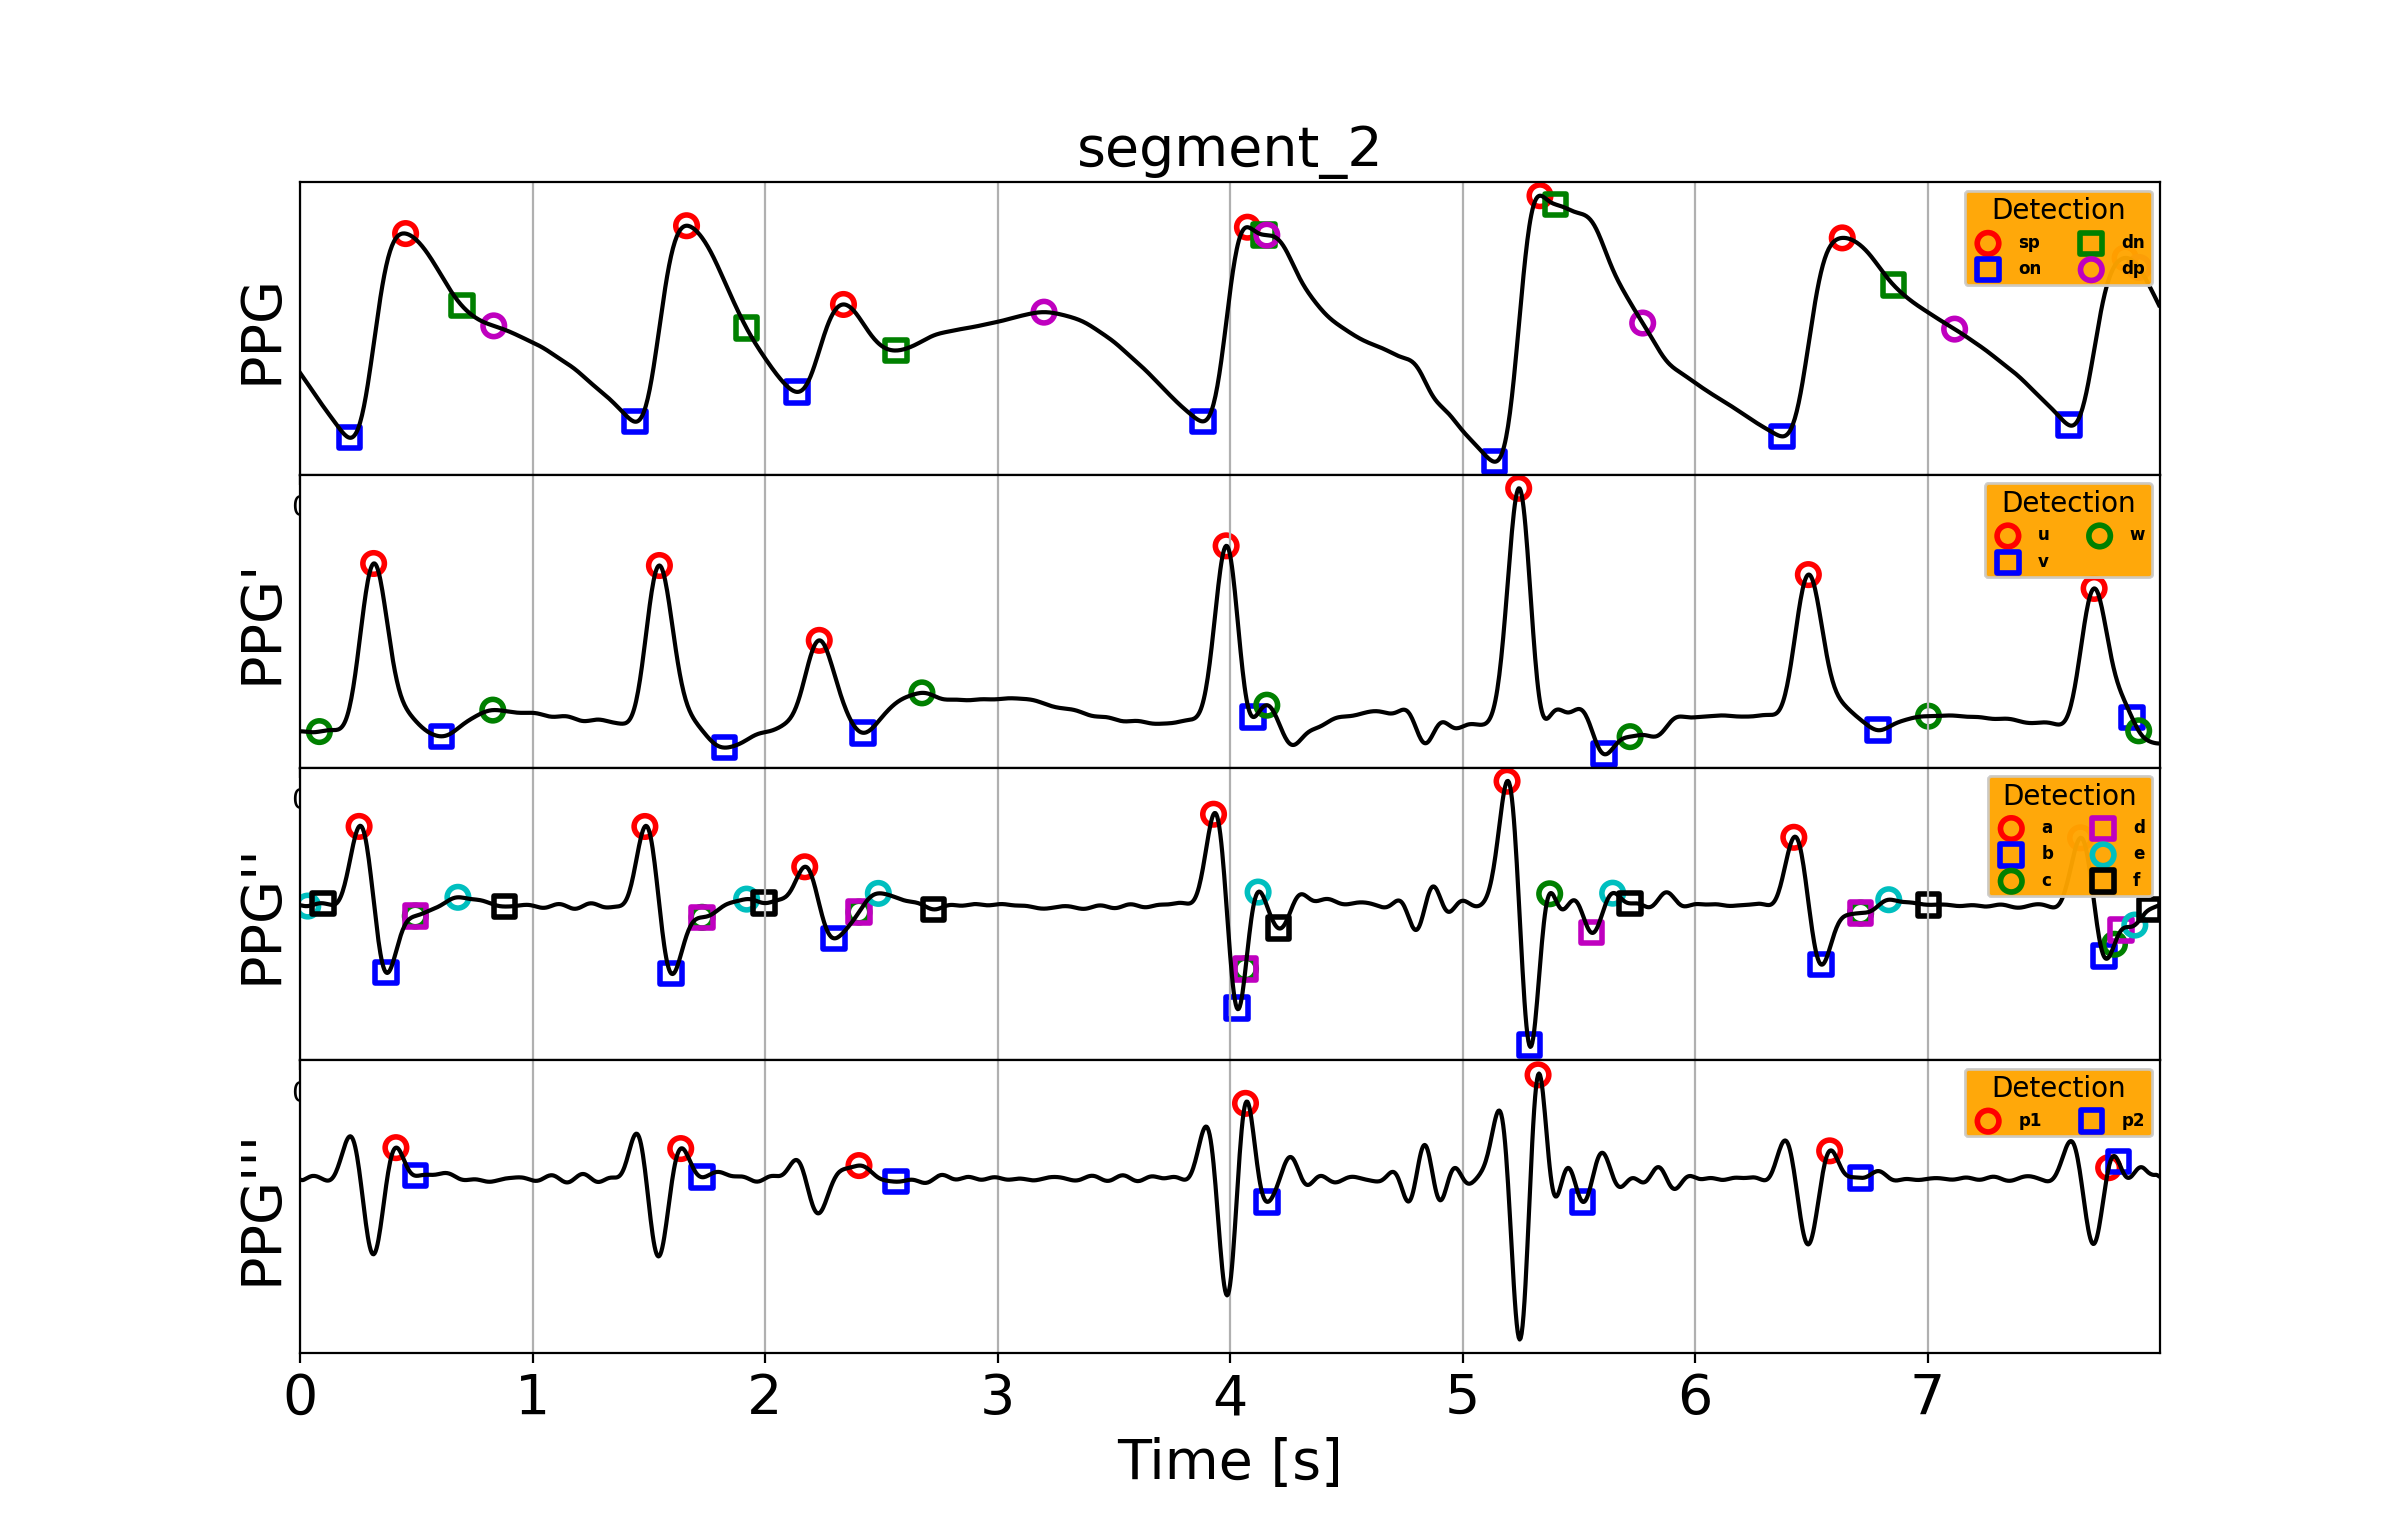 segment_2
PPG
Detection
sp dn
on dp
PPG'
Detection
u w
v
PPG''
Detection
a d
b e
c f
PPG'''
Detection
p1 p2
0 1 2 3 4 5 6 7
Time [s]